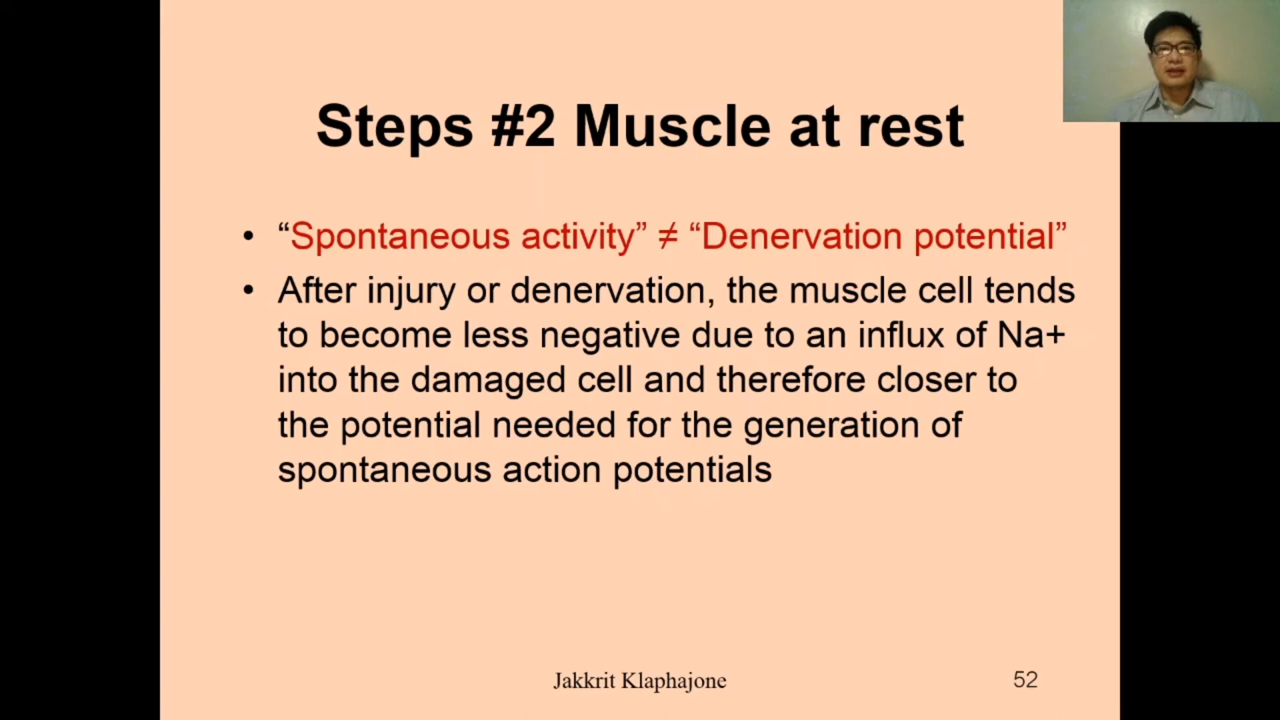 Steps #2 Muscle at rest
• “Spontaneous activity” ≠ “Denervation potential”
• After injury or denervation, the muscle cell tends
to become less negative due to an influx of Na+
into the damaged cell and therefore closer to
the potential needed for the generation of
spontaneous action potentials
Jakkrit Klaphajone
52